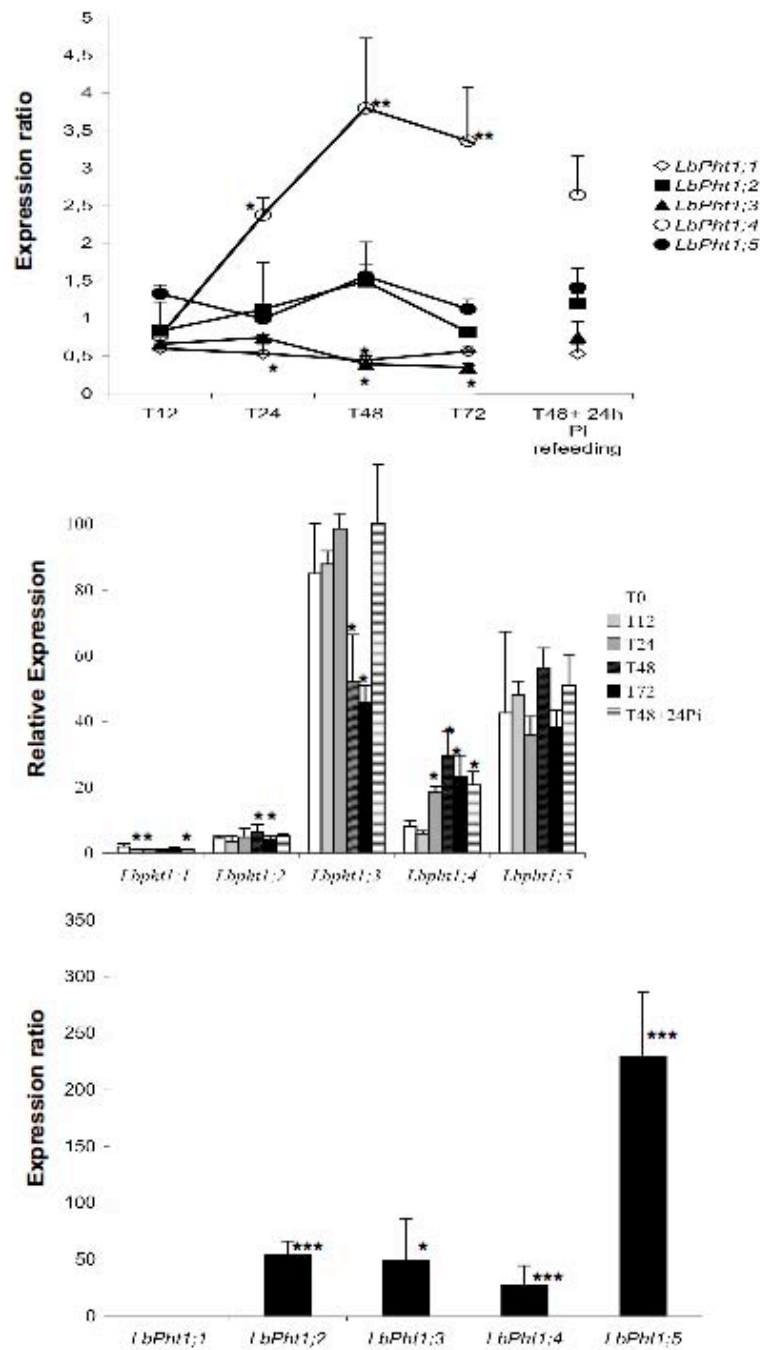 5
4,5
4
3,5
3
2,5
2
1,5
1
0,5
0
Expression ratio
* ** ** * * * *
T12 T24 T48 T72 T48+ 24h
Pi
refeeding
LbPht1;1
LbPht1;2
LbPht1;3
LbPht1;4
LbPht1;5
100
80
60
40
20
0
Relative Expression
** * ** * * * * * *
Lbpht1;1 Lbpht1;2 Lbpht1;3 Lbpht1;4 Lbpht1;5
T0
T12
T24
T48
T72
T48+24Pi
350
300
250
200
150
100
50
0
Expression ratio
*** * *** ***
LbPht1;1 LbPht1;2 LbPht1;3 LbPht1;4 LbPht1;5